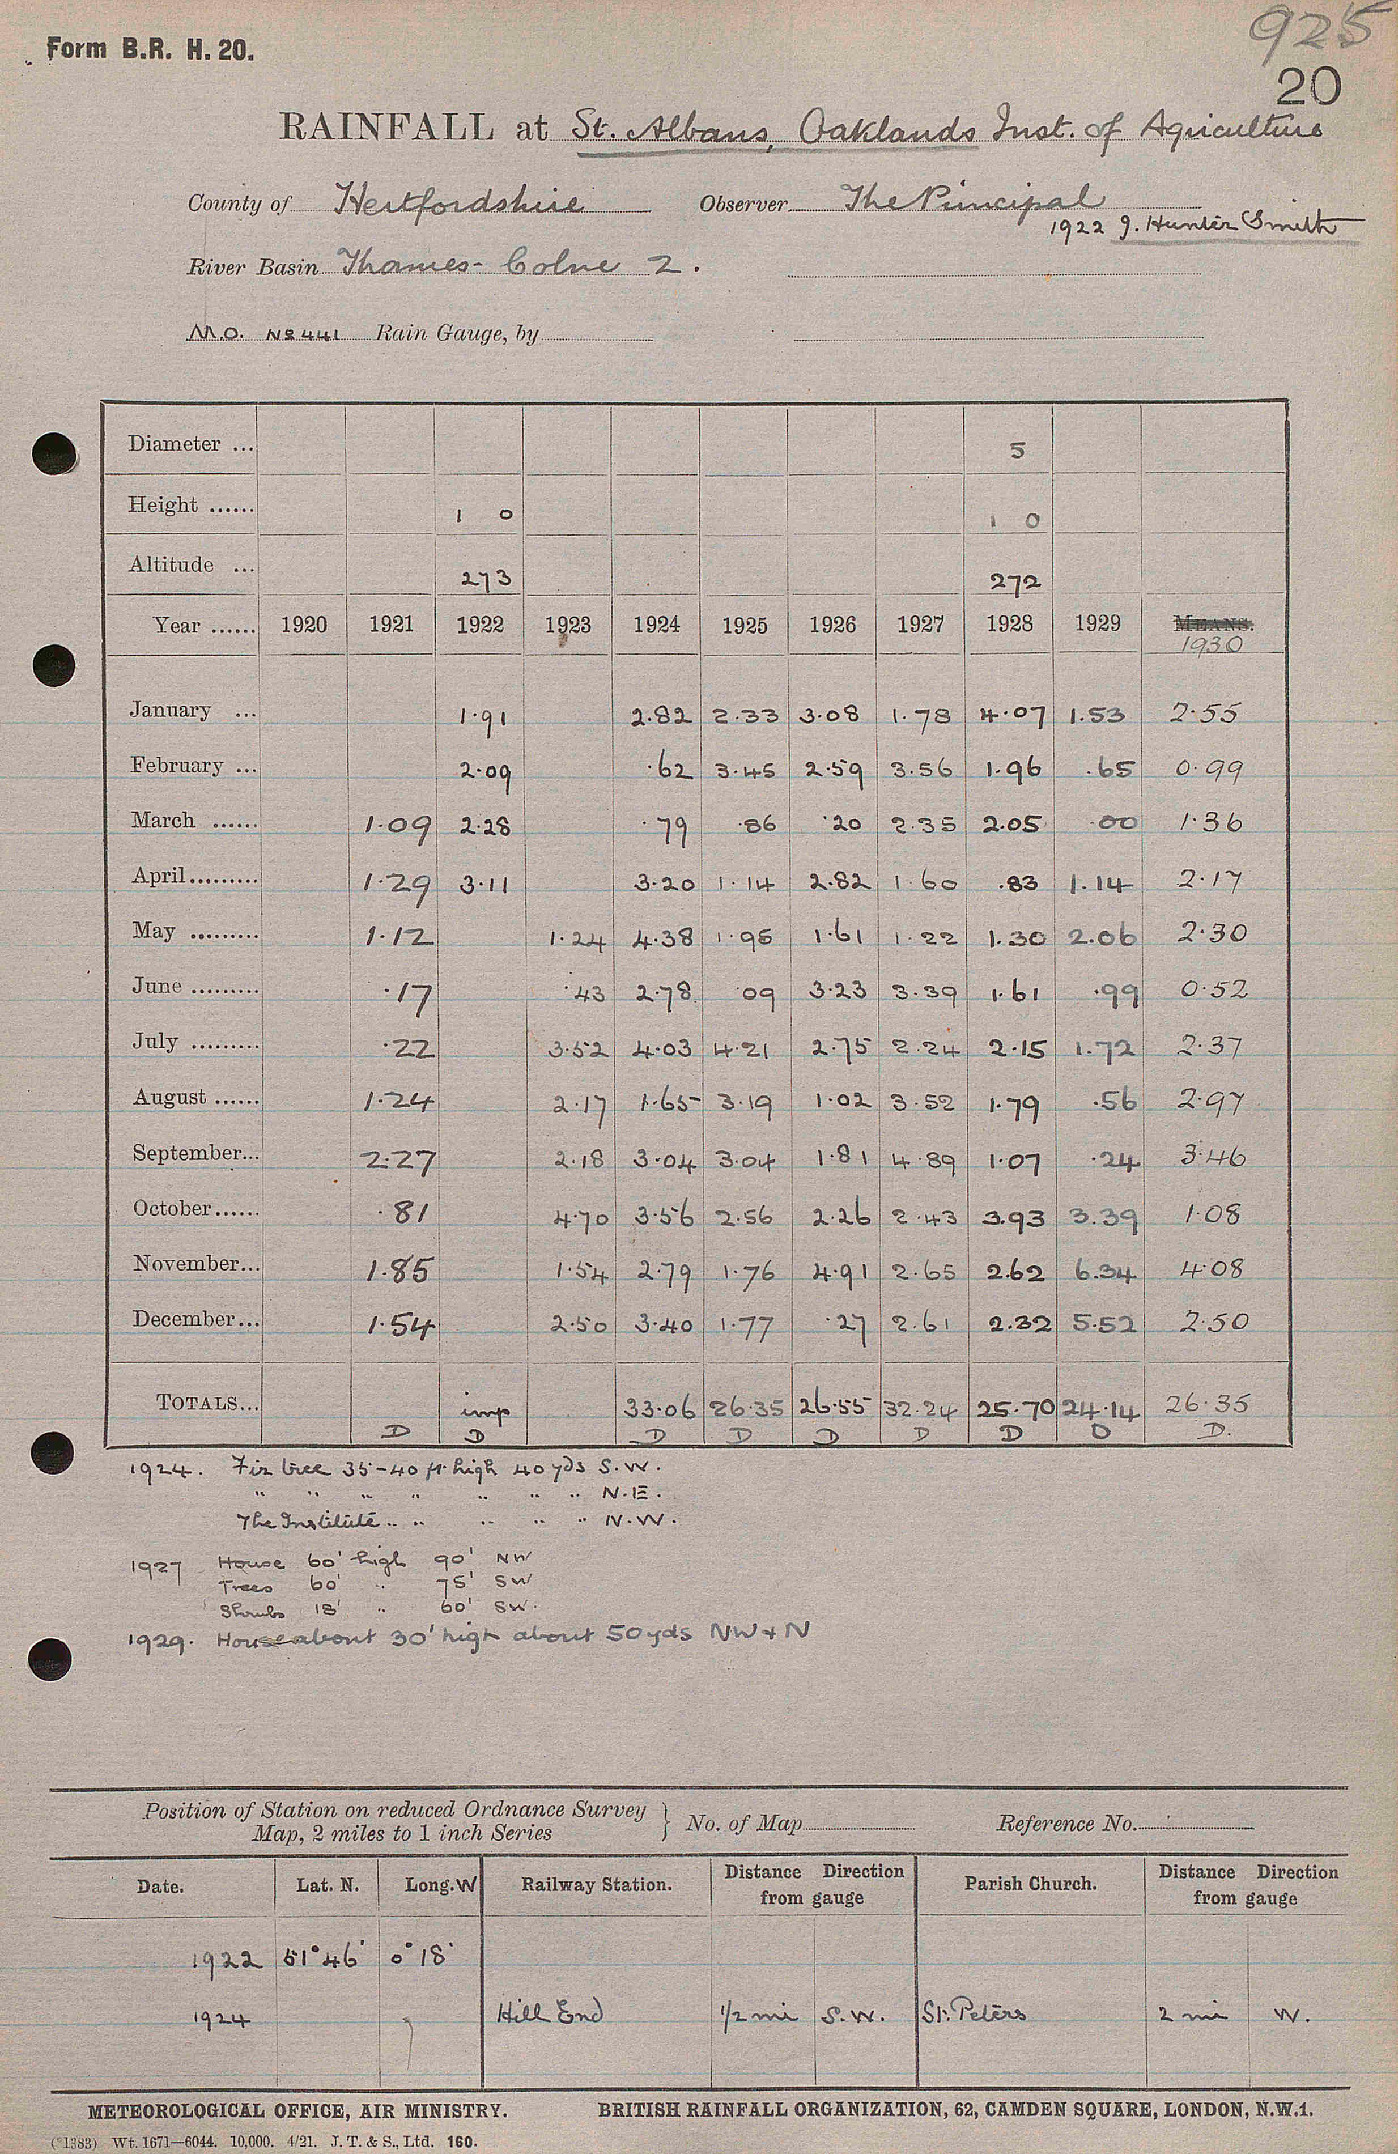 925
Form B.R. H. 20.
20
RAINFALL at St. Albans, Oaklands Inst. of Agriculture
County of Hertfordshire Observer The Principal
1922 J. Hunter Smith
River Basin Thames - Colne 2.
M.O. No 441 Rain Gauge, by
Diameter ... 5
Height ...... 1 0 1 0
Altitude ... 273 272
Year ...... 1920 1921 1922 1923 1924 1925 1926 1927 1928 1929 MEANS.
1930
January ... 1.91 2.82 2.33 3.08 1.78 4.07 1.53 2.55
February ... 2.09 .62 3.45 2.59 3.56 1.96 .65 0.99
March ...... 1.09 2.28 .79 .86 .20 2.35 2.05 .00 1.36
April......... 1.29 3.11 3.20 1.14 2.82 1.60 .83 1.14 2.17
May ......... 1.12 1.24 4.38 1.95 1.61 1.22 1.30 2.06 2.30
June ......... .17 .43 2.78 .09 3.23 3.39 1.61 .99 0.52
July ......... .22 3.52 4.03 4.21 2.75 2.24 2.15 1.72 2.37
August ...... 1.24 2.17 1.65 3.19 1.02 3.52 1.79 .56 2.97
September... 2.27 2.18 3.04 3.04 1.81 4.89 1.07 .24 3.46
October...... .81 4.70 3.56 2.56 2.26 2.43 3.93 3.39 1.08
November... 1.85 1.54 2.79 1.76 4.91 2.65 2.62 6.34 4.08
December... 1.54 2.50 3.40 1.77 .27 2.61 2.32 5.52 2.50
TOTALS... imp 33.06 26.35 26.55 32.24 25.70 24.14 26.35
D D D D D D D D D.
1924. Fir tree 35-40 ft. high 40 yds S.W.
" " " " " " " N.E.
The Institute " " " " " N.W.
1927 House 60' high 90' NW
Trees 60' " 75' SW
Shrubs 18' " 60' SW.
1929. House about 30' high about 50 yds NW & N
Position of Station on reduced Ordnance Survey
Map, 2 miles to 1 inch Series } No. of Map Reference No.
Date. Lat. N. Long. W Railway Station. Distance Direction from gauge Parish Church. Distance Direction from gauge
1922 51°46' 0°18'
1924 Hill End 1/2 mi S.W. St. Peters 2 mi W.
METEOROLOGICAL OFFICE, AIR MINISTRY. BRITISH RAINFALL ORGANIZATION, 62, CAMDEN SQUARE, LONDON, N.W.1.
(*1383) Wt. 1671—6044. 10,000. 4/21. J. T. & S., Ltd. 160.